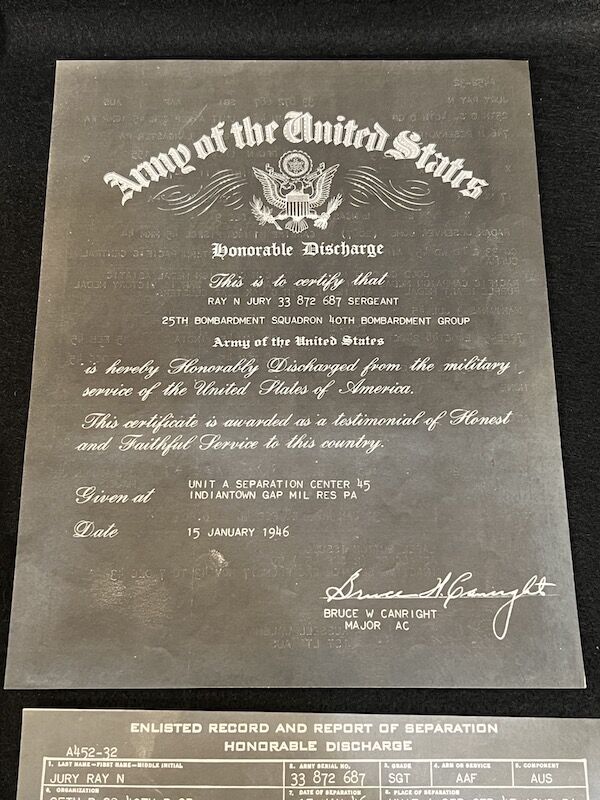 Army of the United States
Honorable Discharge
This is to certify that
RAY N JURY 33 872 687 SERGEANT
25TH BOMBARDMENT SQUADRON 40TH BOMBARDMENT GROUP
Army of the United States
is hereby Honorably Discharged from the military
service of the United States of America.
This certificate is awarded as a testimonial of Honest
and Faithful Service to this country.
Given at UNIT A SEPARATION CENTER 45
INDIANTOWN GAP MIL RES PA
Date 15 JANUARY 1946
Bruce W. Canright
BRUCE W CANRIGHT
MAJOR AC
ENLISTED RECORD AND REPORT OF SEPARATION
A452-32 HONORABLE DISCHARGE
1. LAST NAME - FIRST NAME - MIDDLE INITIAL 2. ARMY SERIAL NO. 3. GRADE 4. ARM OR SERVICE 5. COMPONENT
JURY RAY N 33 872 687 SGT AAF AUS
6. ORGANIZATION 7. DATE OF SEPARATION 8. PLACE OF SEPARATION